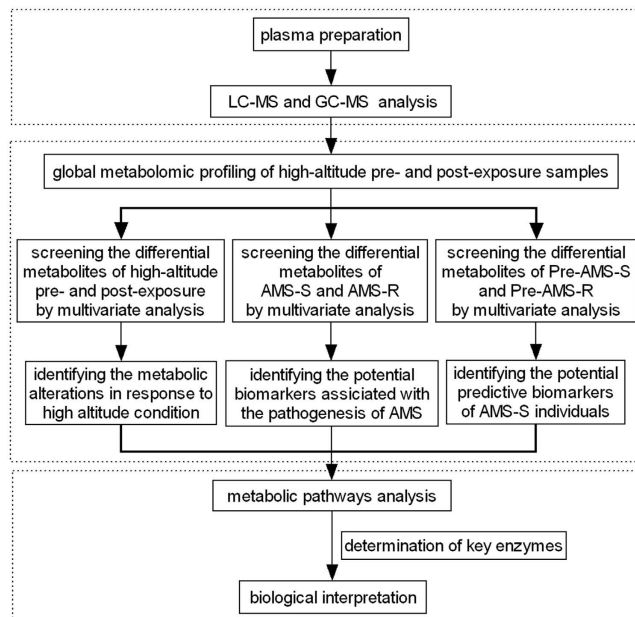 plasma preparation
LC-MS and GC-MS analysis
global metabolomic profiling of high-altitude pre- and post-exposure samples
screening the differential
metabolites of high-altitude
pre- and post-exposure
by multivariate analysis
screening the differential
metabolites of
AMS-S and AMS-R
by multivariate analysis
screening the differential
metabolites of Pre-AMS-S
and Pre-AMS-R
by multivariate analysis
identifying the metabolic
alterations in response to
high altitude condition
identifying the potential
biomarkers assiciated with
the pathogenesis of AMS
identifying the potential
predictive biomarkers
of AMS-S individuals
metabolic pathways analysis
determination of key enzymes
biological interpretation